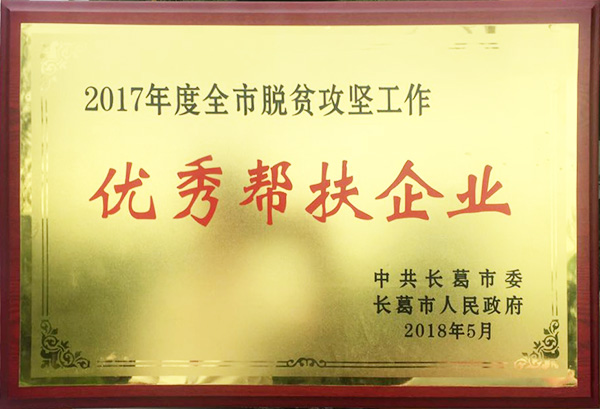 2017年度全市脱贫攻坚工作
优秀帮扶企业
中共长葛市委
长葛市人民政府
2018年5月